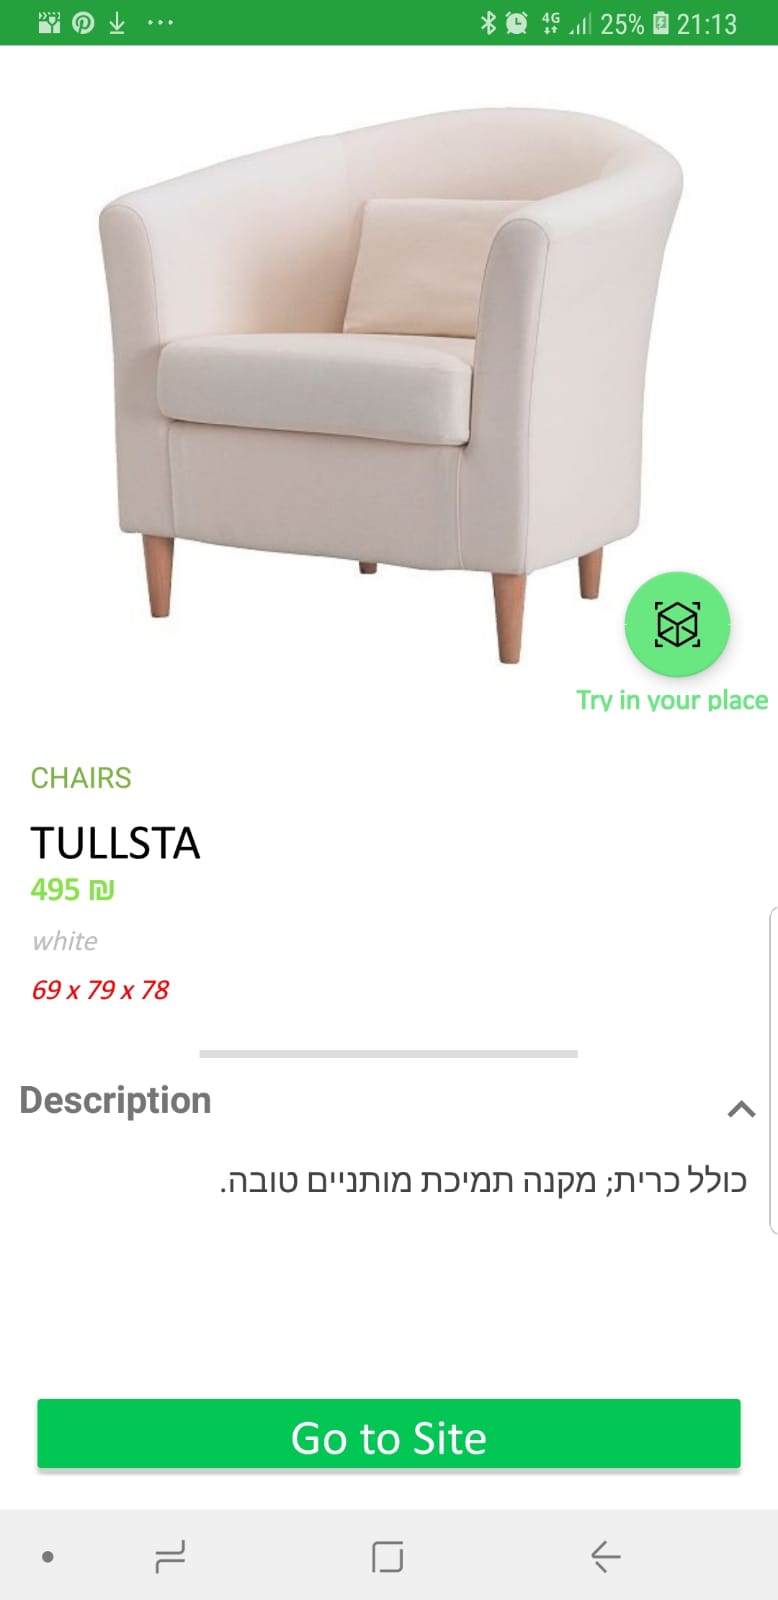 4G 25% 21:13
Try in your place
CHAIRS
TULLSTA
495 ₪
white
69 x 79 x 78
Description
כולל כרית; מקנה תמיכת מותניים טובה.
Go to Site